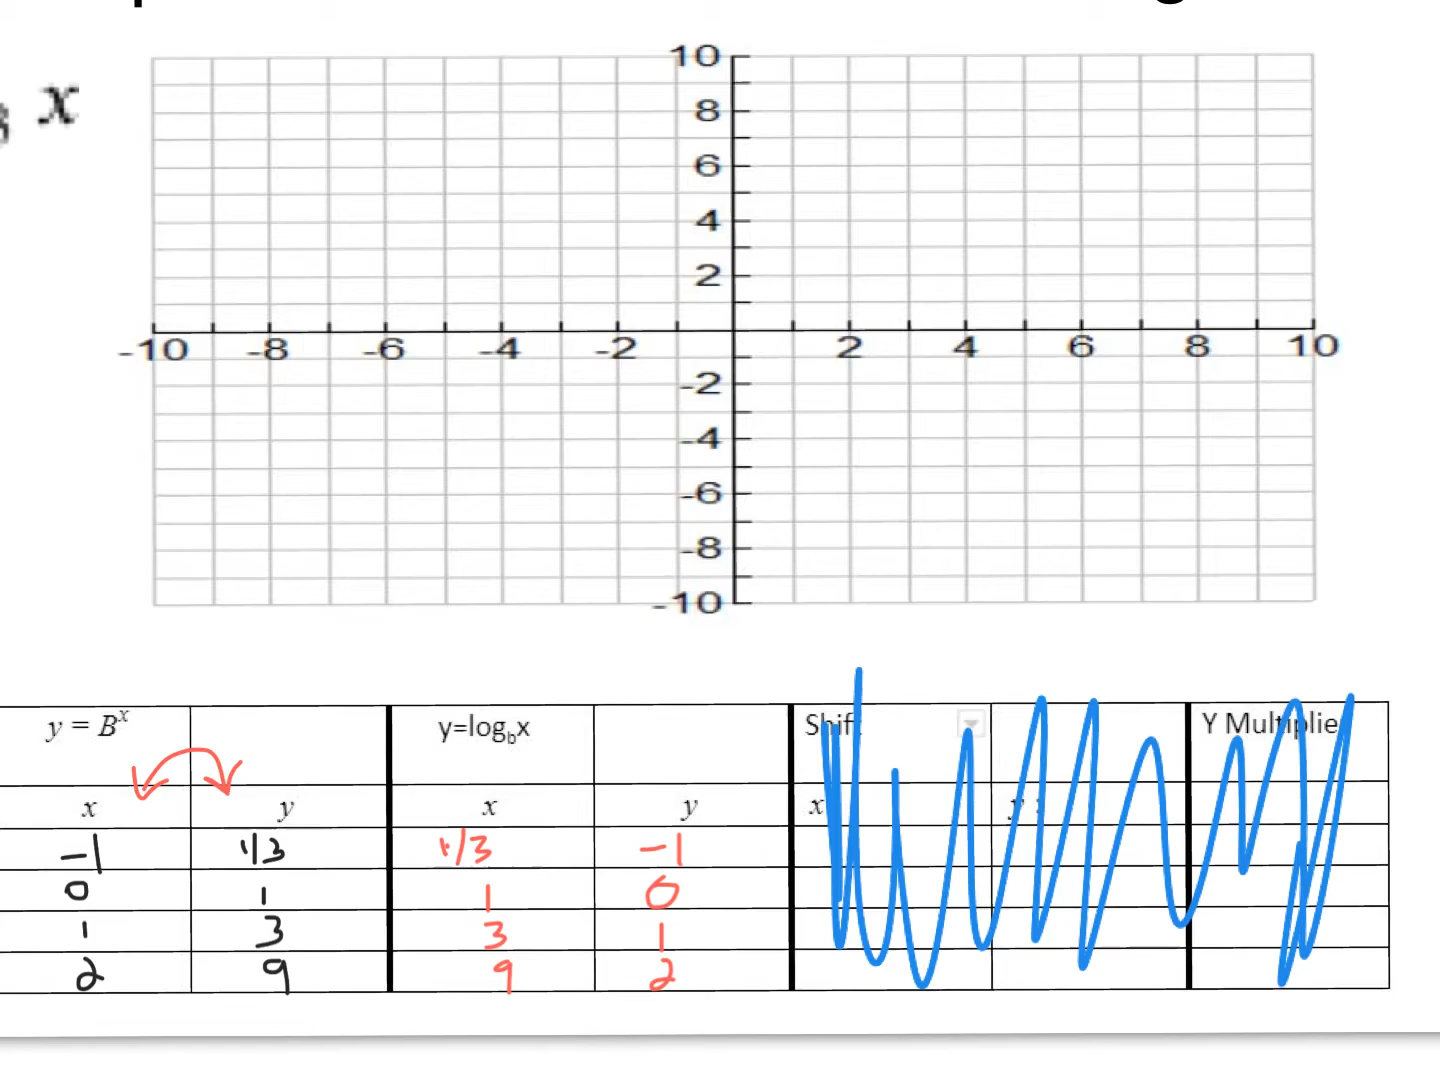 x
10
8
6
4
2
-10 -8 -6 -4 -2 2 4 6 8 10
-2
-4
-6
-8
-10
y = Bˣ y=log_b x Shift Y Multiplie
x y x y x y
-1 1/3 1/3 -1
0 1 1 0
1 3 3 1
2 9 9 2